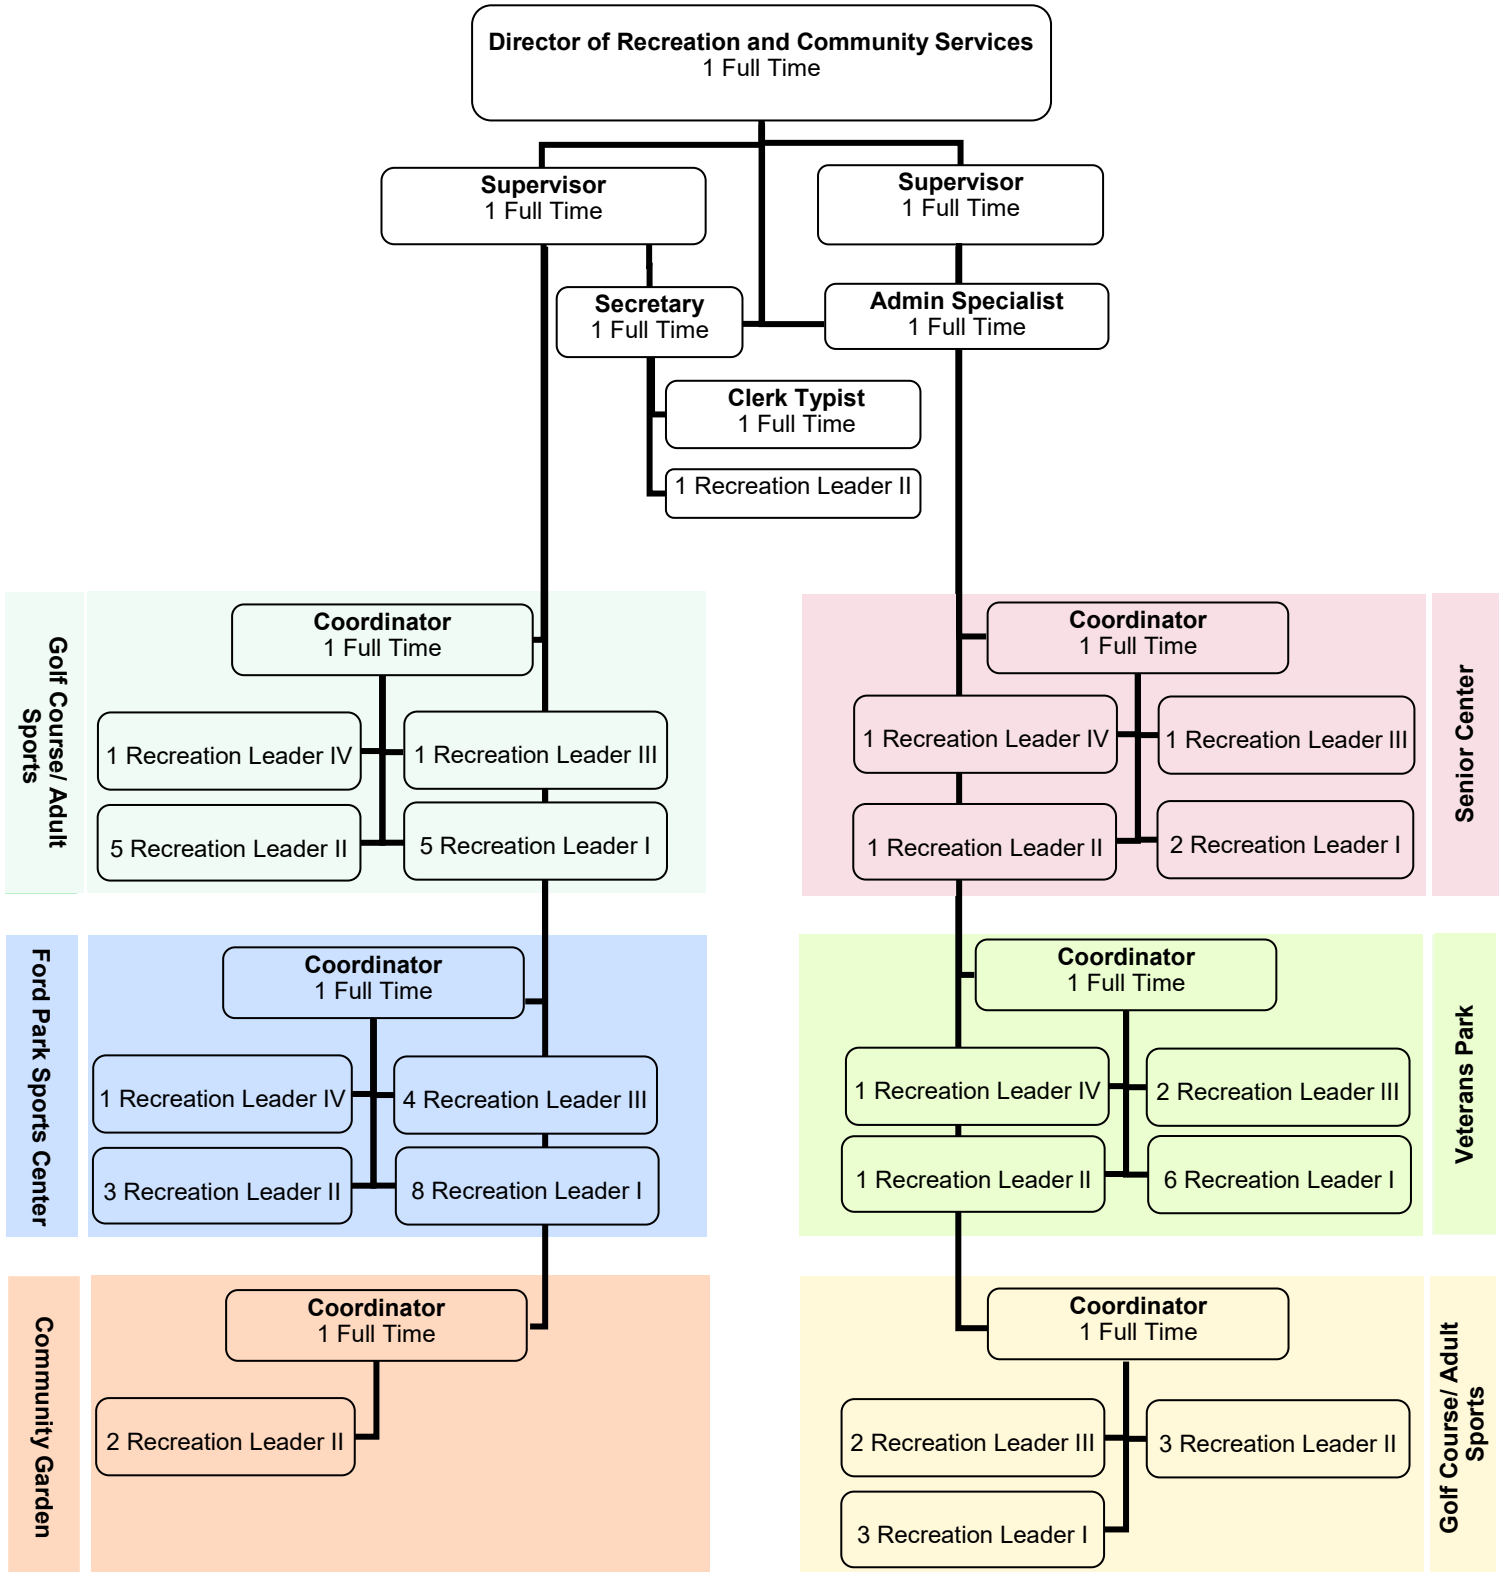 Director of Recreation and Community Services
1 Full Time
Supervisor
1 Full Time
Supervisor
1 Full Time
Secretary
1 Full Time
Admin Specialist
1 Full Time
Clerk Typist
1 Full Time
1 Recreation Leader II
Golf Course/ Adult
Sports
Coordinator
1 Full Time
1 Recreation Leader IV
1 Recreation Leader III
5 Recreation Leader II
5 Recreation Leader I
Senior Center
Coordinator
1 Full Time
1 Recreation Leader IV
1 Recreation Leader III
1 Recreation Leader II
2 Recreation Leader I
Ford Park Sports Center
Coordinator
1 Full Time
1 Recreation Leader IV
4 Recreation Leader III
3 Recreation Leader II
8 Recreation Leader I
Veterans Park
Coordinator
1 Full Time
1 Recreation Leader IV
2 Recreation Leader III
1 Recreation Leader II
6 Recreation Leader I
Community Garden
Coordinator
1 Full Time
2 Recreation Leader II
Golf Course/ Adult
Sports
Coordinator
1 Full Time
2 Recreation Leader III
3 Recreation Leader II
3 Recreation Leader I